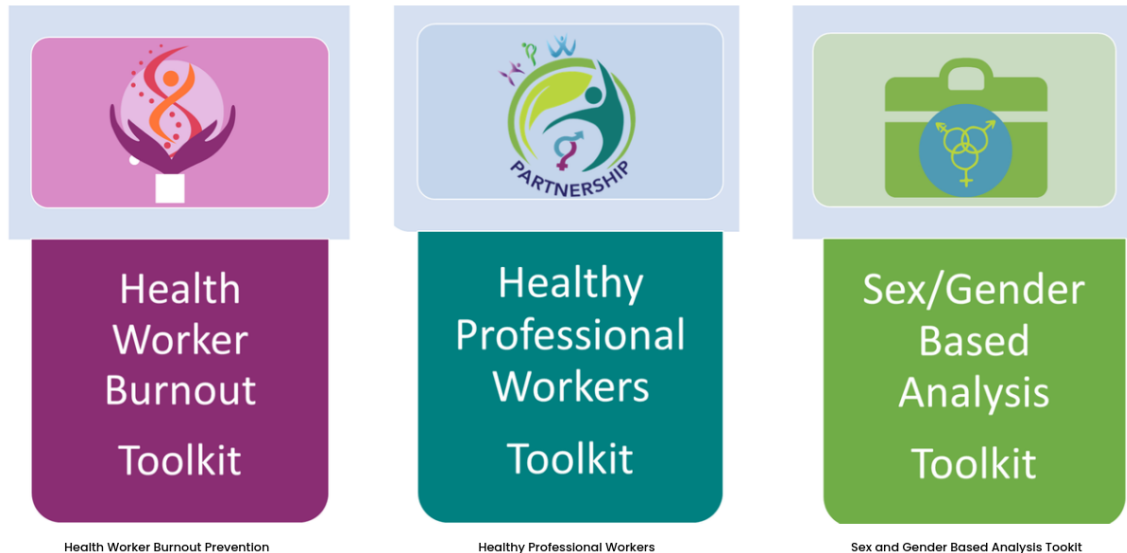 PARTNERSHIP
Health
Worker
Burnout
Toolkit
Healthy
Professional
Workers
Toolkit
Sex/Gender
Based
Analysis
Toolkit
Health Worker Burnout Prevention
Healthy Professional Workers
Sex and Gender Based Analysis Tookit